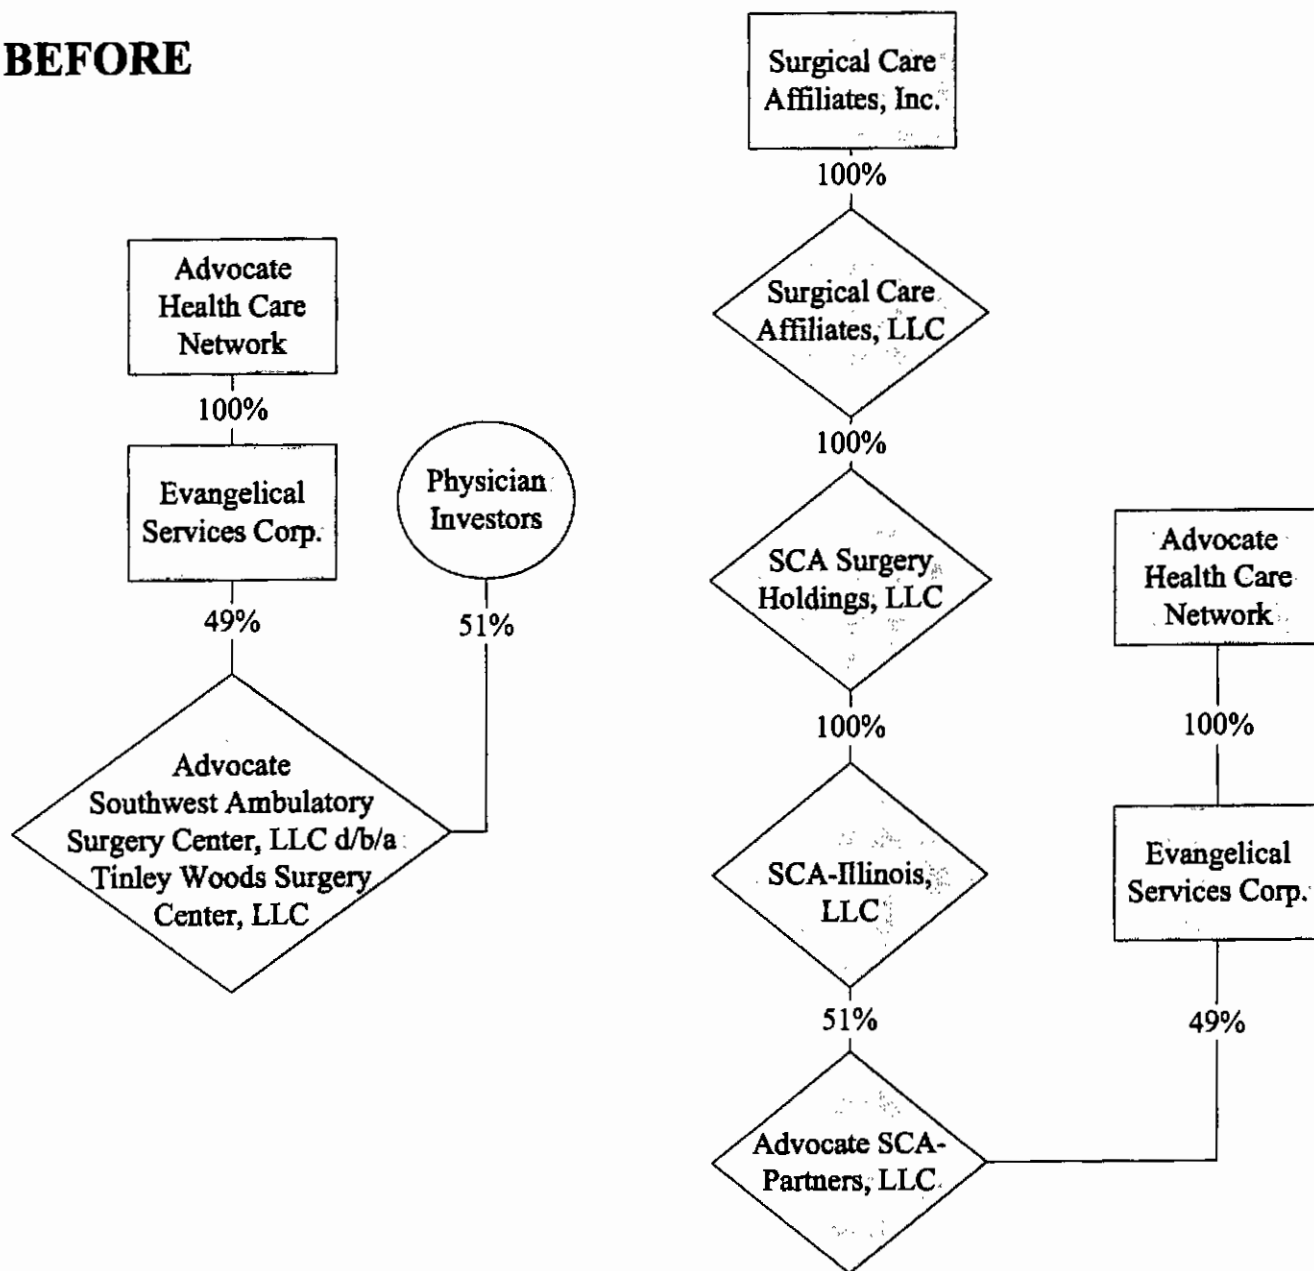 BEFORE
Advocate
Health Care
Network
100%
Evangelical
Services Corp.
49%
Physician
Investors
51%
Advocate
Southwest Ambulatory
Surgery Center, LLC d/b/a
Tinley Woods Surgery
Center, LLC
Surgical Care
Affiliates, Inc.
100%
Surgical Care
Affiliates, LLC
100%
SCA Surgery
Holdings, LLC
100%
SCA-Illinois,
LLC
51%
Advocate SCA-
Partners, LLC
Advocate
Health Care
Network
100%
Evangelical
Services Corp.
49%